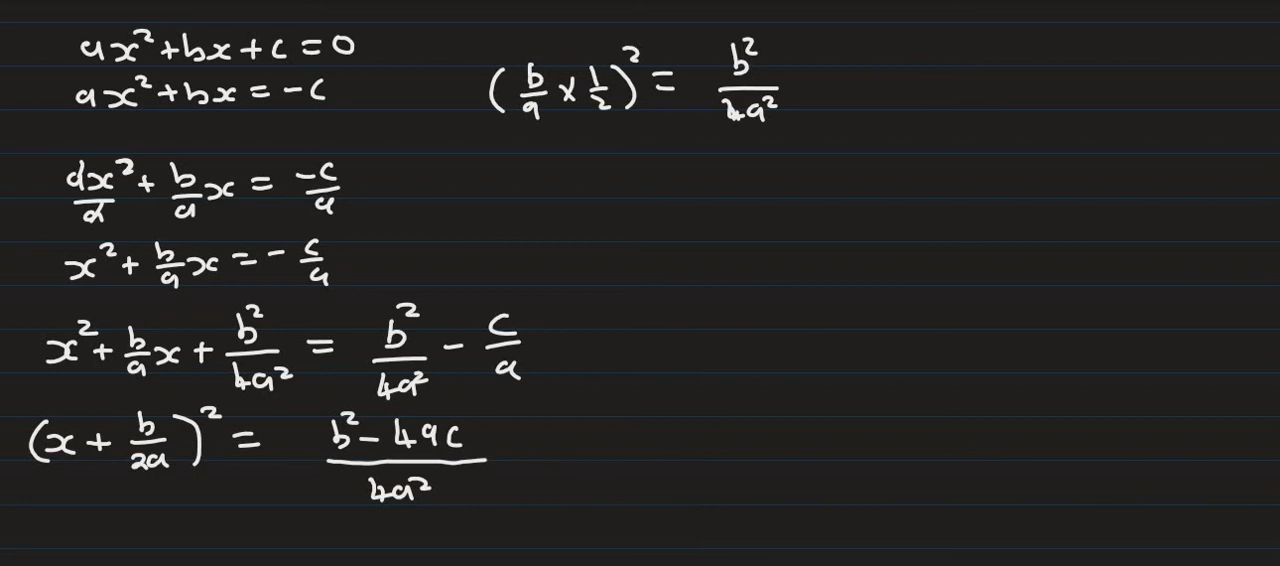 ax² + bx + c = 0
ax² + bx = -c
(b/a × 1/2)² = b²/4a²
ax²/a + b/a x = -c/a
x² + b/a x = - c/a
x² + b/a x + b²/4a² = b²/4a² - c/a
(x + b/2a)² = b² - 4ac / 4a²